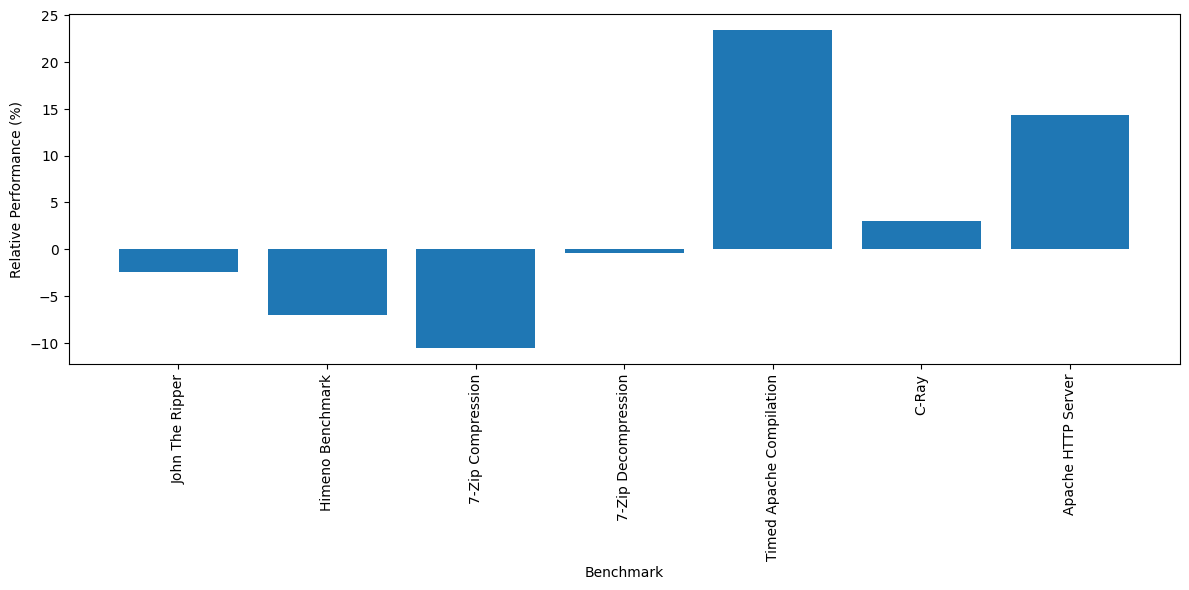 Relative Performance (%)
25
20
15
10
5
0
−5
−10
John The Ripper
Himeno Benchmark
7-Zip Compression
7-Zip Decompression
Timed Apache Compilation
C-Ray
Apache HTTP Server
Benchmark